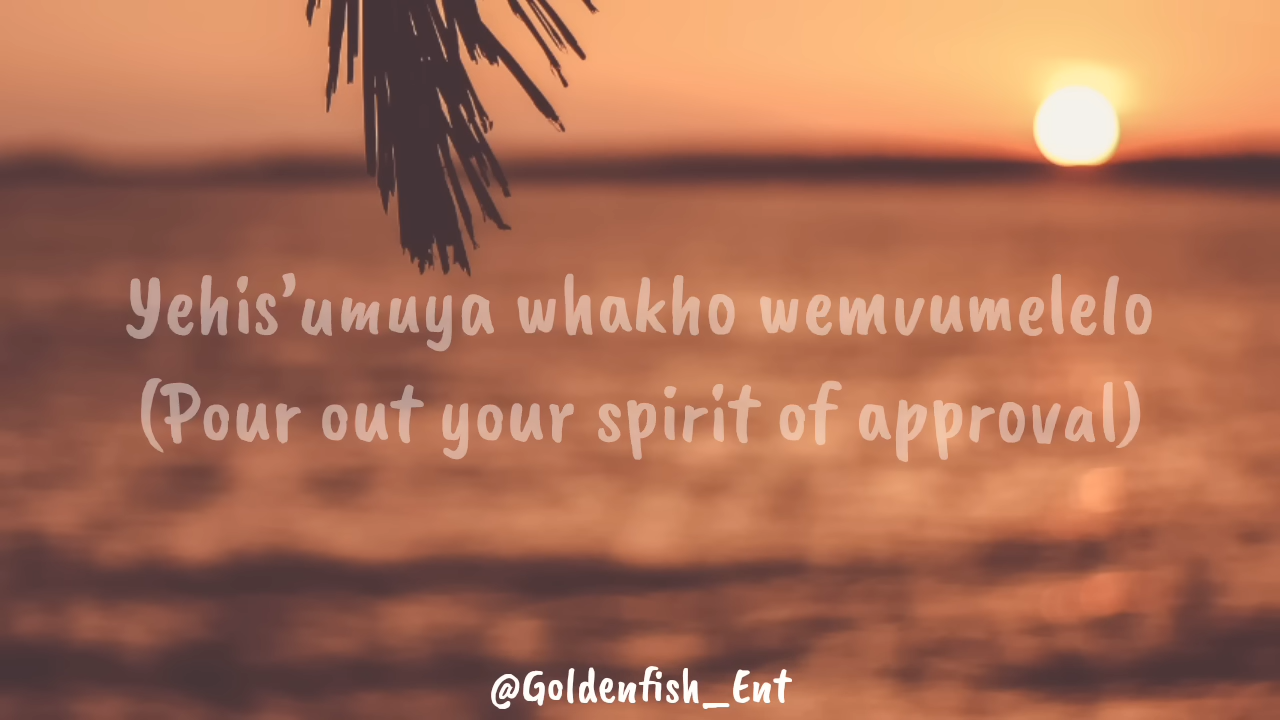 Yehis’umuya whakho wemvumelelo
(Pour out your spirit of approval)
@Goldenfish_Ent